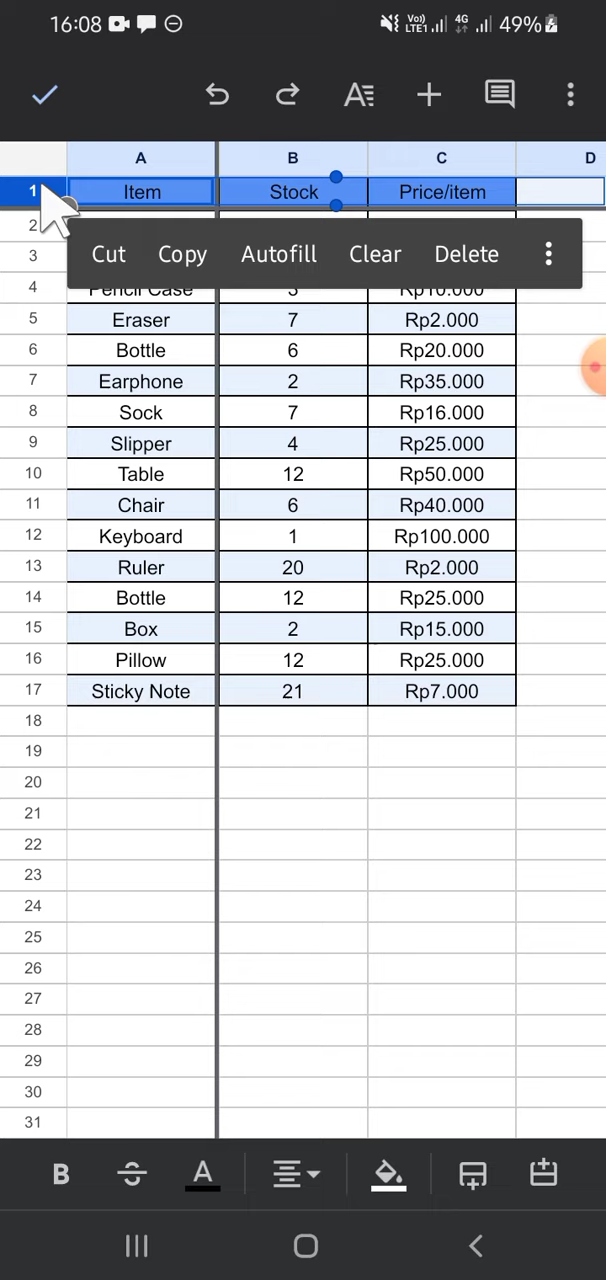 16:08 Vo)) LTE1 4G 49%
A B C D
1 Item Stock Price/item
2
Cut Copy Autofill Clear Delete
3
4 Pencil Case 3 Rp10.000
5 Eraser 7 Rp2.000
6 Bottle 6 Rp20.000
7 Earphone 2 Rp35.000
8 Sock 7 Rp16.000
9 Slipper 4 Rp25.000
10 Table 12 Rp50.000
11 Chair 6 Rp40.000
12 Keyboard 1 Rp100.000
13 Ruler 20 Rp2.000
14 Bottle 12 Rp25.000
15 Box 2 Rp15.000
16 Pillow 12 Rp25.000
17 Sticky Note 21 Rp7.000
18
19
20
21
22
23
24
25
26
27
28
29
30
31
B S A